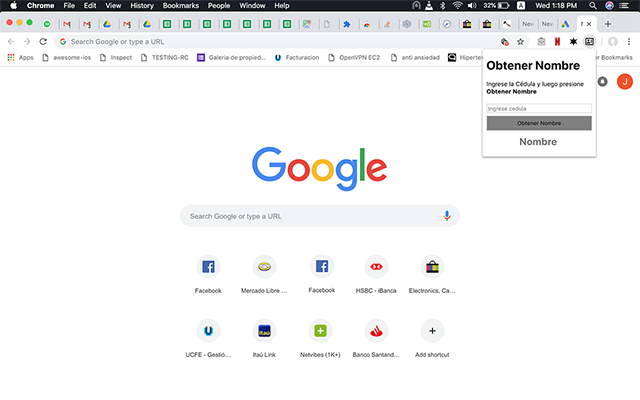 Chrome File Edit View History Bookmarks People Window Help
32% A Wed 1:18 PM
Nev Nev
Search Google or type a URL
Apps awesome-ios Inspect TESTING-RC Galeria de propied... Facturacion OpenVPN EC2 anti ansiedad Bookmarks
Obtener Nombre
Ingrese la Cédula y luego presione
Obtener Nombre
Ingrese cedula
Obtener Nombre
Nombre
J
Google
Search Google or type a URL
Facebook Mercado Libre ... Facebook HSBC - iBanca Electronics, Ca...
Itaú
UCFE - Gestió... Itaú Link Netvibes (1K+) Banco Santand... Add shortcut